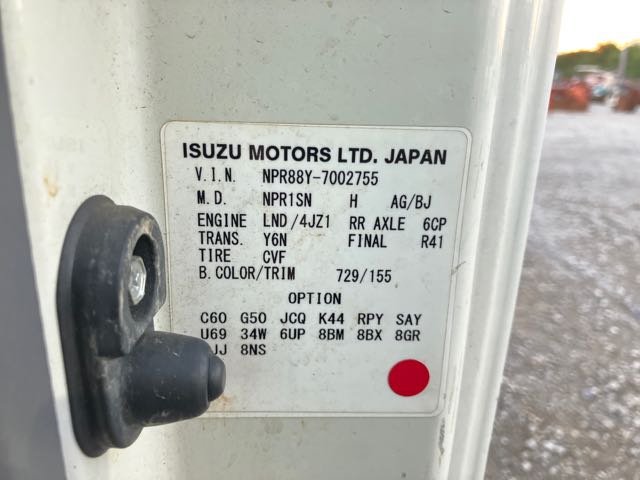 ISUZU MOTORS LTD. JAPAN
V.I.N. NPR88Y-7002755
M.D. NPR1SN H AG/BJ
ENGINE LND/4JZ1 RR AXLE 6CP
TRANS. Y6N FINAL R41
TIRE CVF
B.COLOR/TRIM 729/155
OPTION
C60 G50 JCQ K44 RPY SAY
U69 34W 6UP 8BM 8BX 8GR
8NS